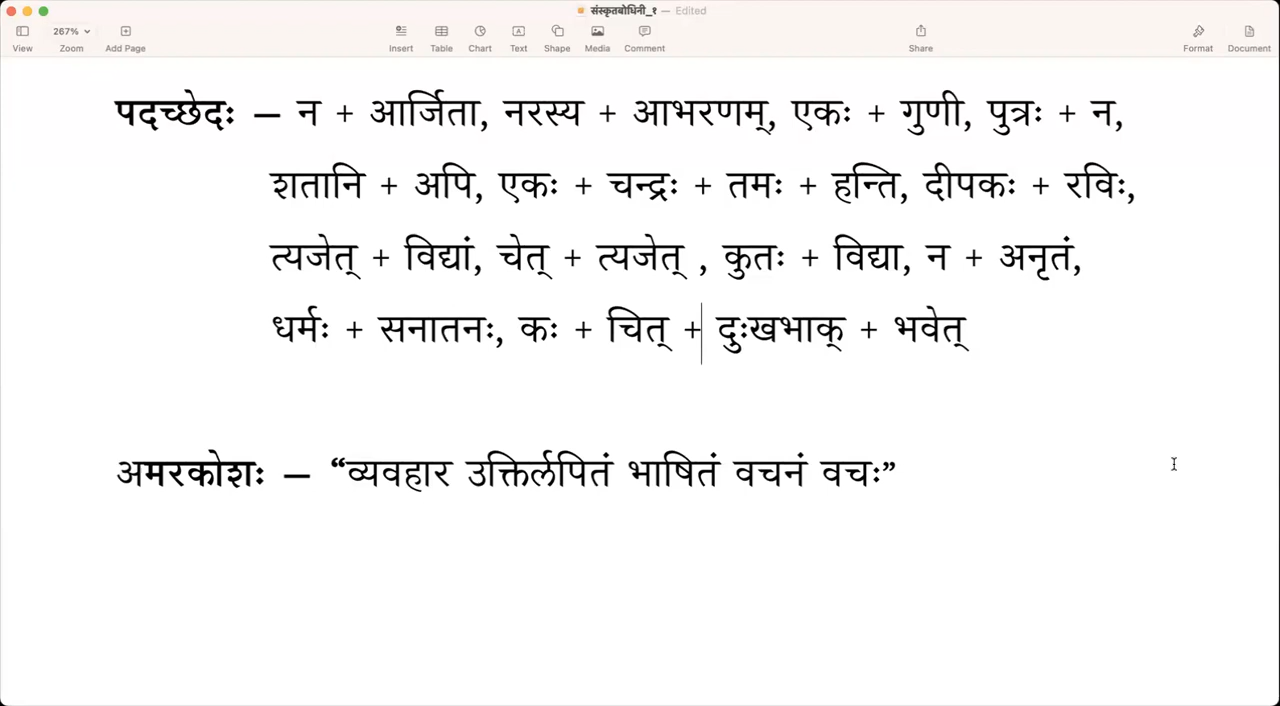 संस्कृतबोधिनी_१ — Edited
View
267%
Zoom
Add Page
Insert
Table
Chart
Text
Shape
Media
Comment
Share
Format
Document
पदच्छेदः — न + आर्जिता, नरस्य + आभरणम्, एकः + गुणी, पुत्रः + न,
शतानि + अपि, एकः + चन्द्रः + तमः + हन्ति, दीपकः + रविः,
त्यजेत् + विद्यां, चेत् + त्यजेत् , कुतः + विद्या, न + अनृतं,
धर्मः + सनातनः, कः + चित् + दुःखभाक् + भवेत्
अमरकोशः — “व्यवहार उक्तिर्लपितं भाषितं वचनं वचः”